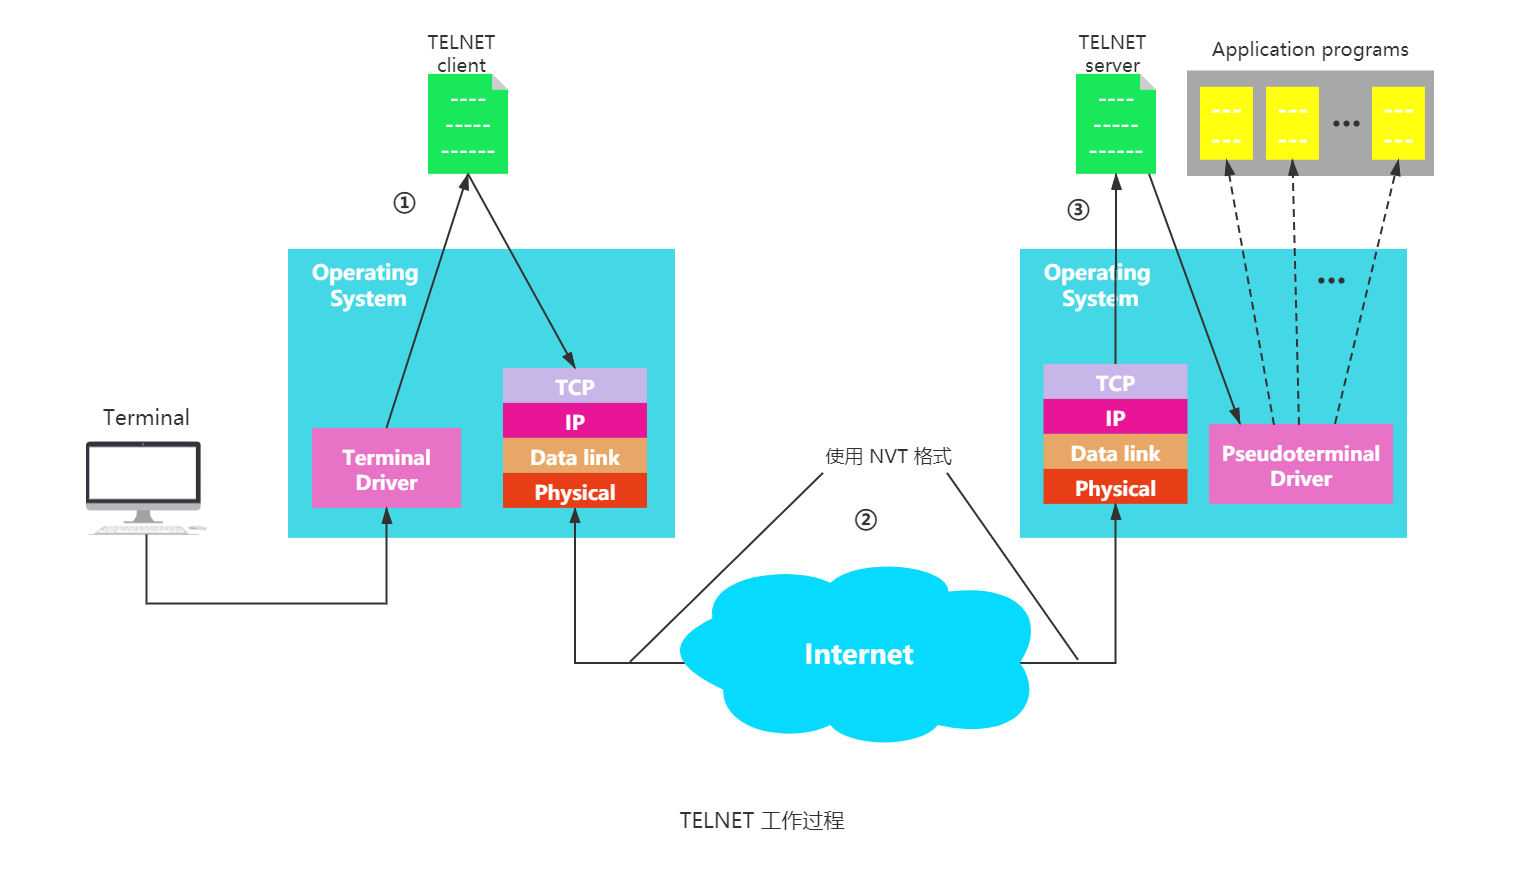 TELNET
client
TELNET
server
Application programs
----
-----
------
----
-----
------
---
---
---
---
•••
---
---
①
③
Operating
System
Operating
System
•••
Terminal
Terminal
Driver
TCP
IP
Data link
Physical
使用 NVT 格式
②
TCP
IP
Data link
Physical
Pseudoterminal
Driver
Internet
TELNET 工作过程